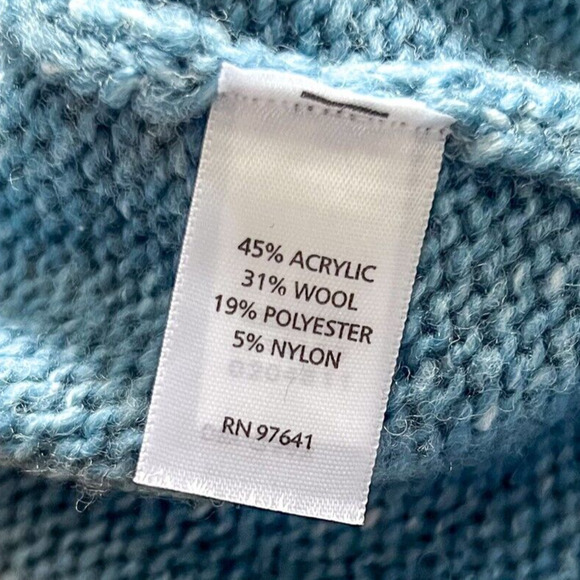 45% ACRYLIC
31% WOOL
19% POLYESTER
5% NYLON
RN 97641